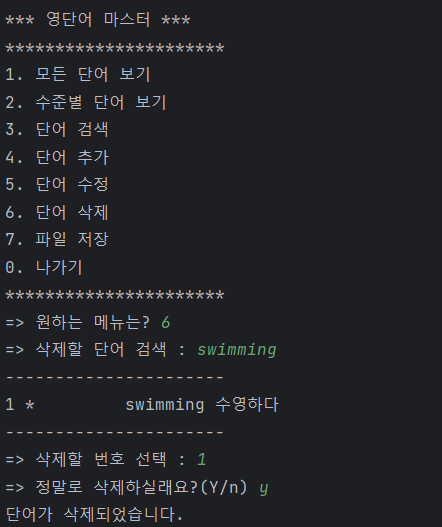 *** 영단어 마스터 ***
**********************
1. 모든 단어 보기
2. 수준별 단어 보기
3. 단어 검색
4. 단어 추가
5. 단어 수정
6. 단어 삭제
7. 파일 저장
0. 나가기
**********************
=> 원하는 메뉴는? 6
=> 삭제할 단어 검색 : swimming
----------------------
1 *         swimming 수영하다
----------------------
=> 삭제할 번호 선택 : 1
=> 정말로 삭제하실래요?(Y/n) y
단어가 삭제되었습니다.